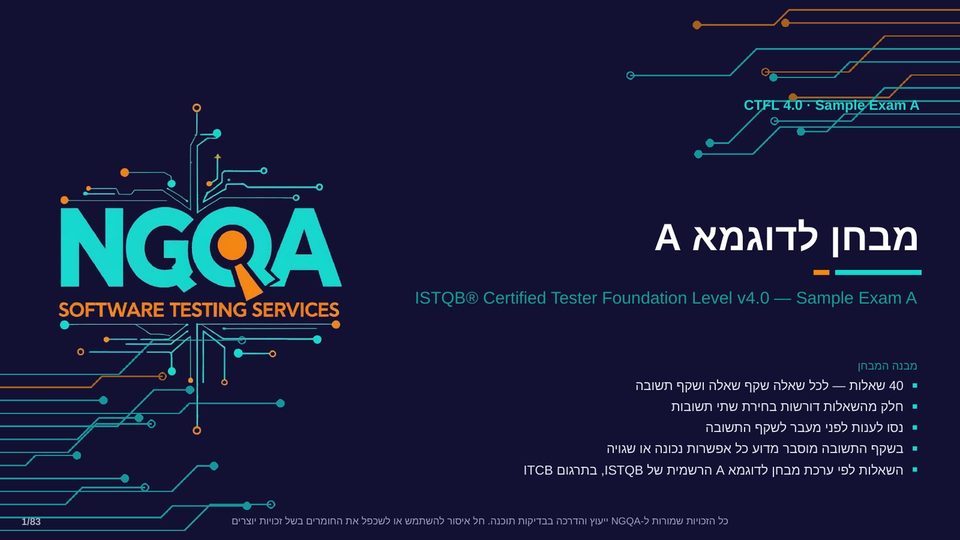 CTFL 4.0 · Sample Exam A
NGQA
SOFTWARE TESTING SERVICES
מבחן לדוגמא A
ISTQB® Certified Tester Foundation Level v4.0 — Sample Exam A
מבנה המבחן
40 שאלות — לכל שאלה שקף שאלה ושקף תשובה
חלק מהשאלות דורשות בחירת שתי תשובות
נסו לענות לפני מעבר לשקף התשובה
בשקף התשובה מוסבר מדוע כל אפשרות נכונה או שגויה
השאלות לפי ערכת מבחן לדוגמא A הרשמית של ISTQB, בתרגום ITCB
כל הזכויות שמורות ל-NGQA ייעוץ והדרכה בבדיקות תוכנה. חל איסור להשתמש או לשכפל את החומרים בשל זכויות יוצרים
1/83